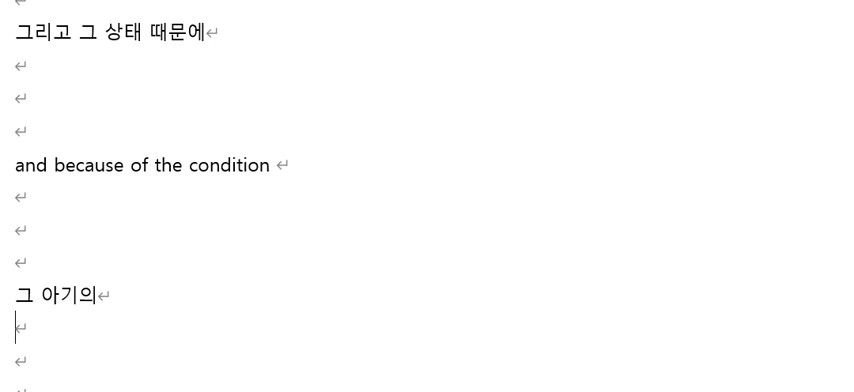 그리고 그 상태 때문에
and because of the condition
그 아기의